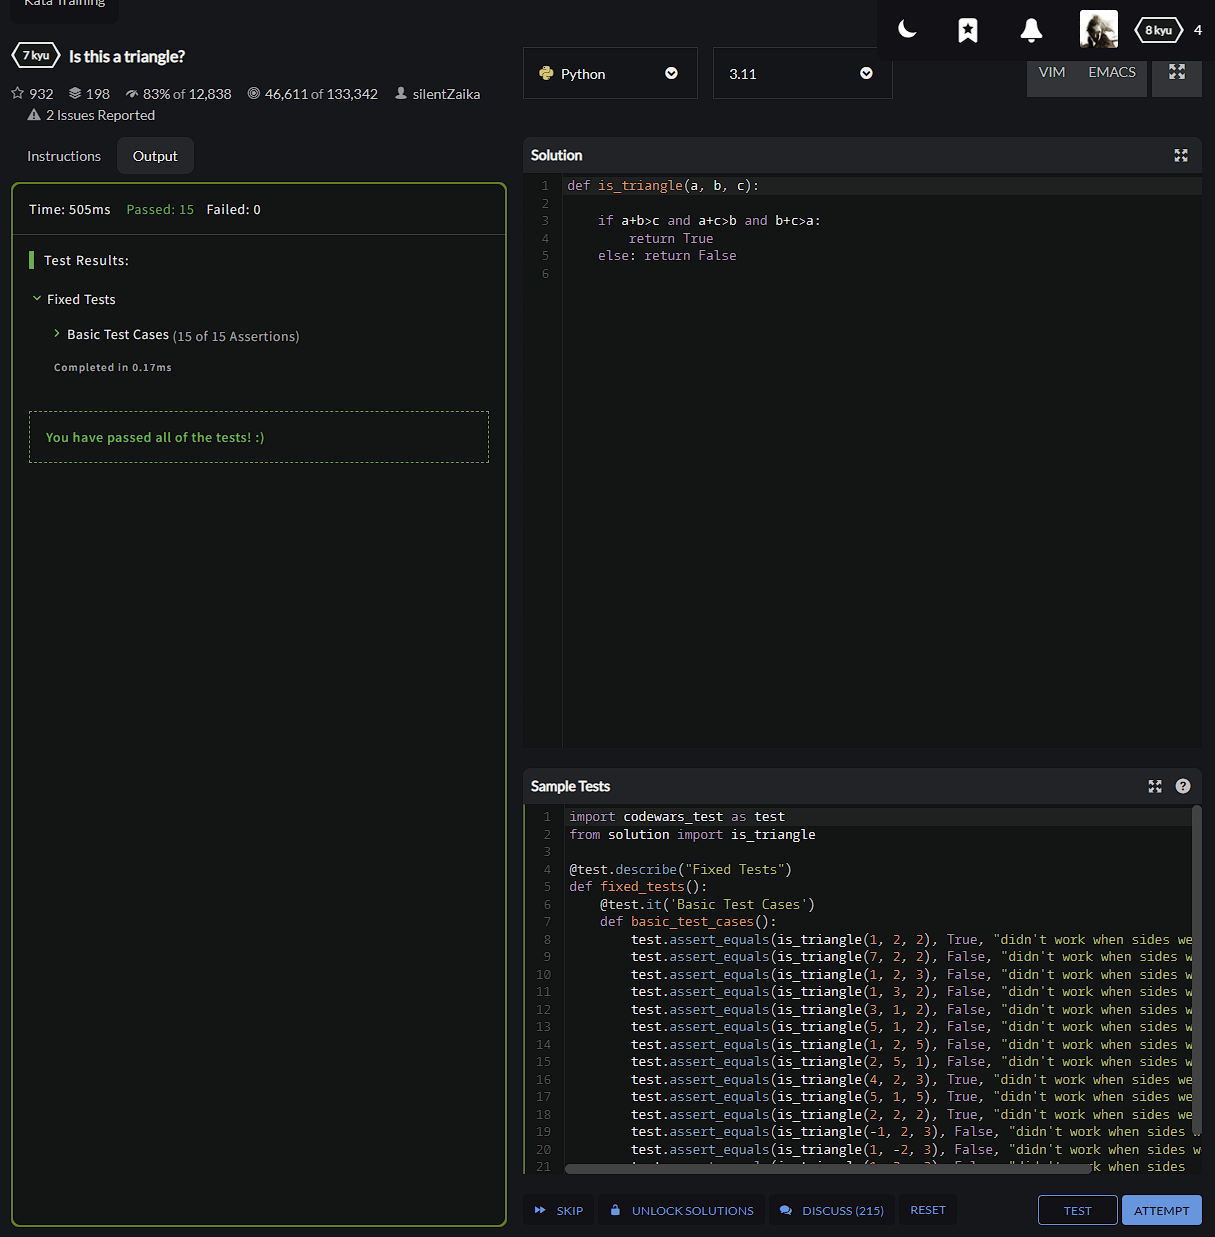 Kata Training
7 kyu Is this a triangle?
932 198 83% of 12,838 46,611 of 133,342 silentZaika
2 Issues Reported
Python
3.11
8 kyu 4
VIM EMACS
Instructions Output
Time: 505ms Passed: 15 Failed: 0
Test Results:
Fixed Tests
Basic Test Cases (15 of 15 Assertions)
Completed in 0.17ms
You have passed all of the tests! :)
Solution
1 def is_triangle(a, b, c):
2
3 if a+b>c and a+c>b and b+c>a:
4 return True
5 else: return False
6
Sample Tests
1 import codewars_test as test
2 from solution import is_triangle
3
4 @test.describe("Fixed Tests")
5 def fixed_tests():
6 @test.it('Basic Test Cases')
7 def basic_test_cases():
8 test.assert_equals(is_triangle(1, 2, 2), True, "didn't work when sides we
9 test.assert_equals(is_triangle(7, 2, 2), False, "didn't work when sides w
10 test.assert_equals(is_triangle(1, 2, 3), False, "didn't work when sides w
11 test.assert_equals(is_triangle(1, 3, 2), False, "didn't work when sides w
12 test.assert_equals(is_triangle(3, 1, 2), False, "didn't work when sides w
13 test.assert_equals(is_triangle(5, 1, 2), False, "didn't work when sides w
14 test.assert_equals(is_triangle(1, 2, 5), False, "didn't work when sides w
15 test.assert_equals(is_triangle(2, 5, 1), False, "didn't work when sides w
16 test.assert_equals(is_triangle(4, 2, 3), True, "didn't work when sides we
17 test.assert_equals(is_triangle(5, 1, 5), True, "didn't work when sides we
18 test.assert_equals(is_triangle(2, 2, 2), True, "didn't work when sides we
19 test.assert_equals(is_triangle(-1, 2, 3), False, "didn't work when sides w
20 test.assert_equals(is_triangle(1, -2, 3), False, "didn't work when sides w
21 when sides
SKIP UNLOCK SOLUTIONS DISCUSS (215) RESET TEST ATTEMPT